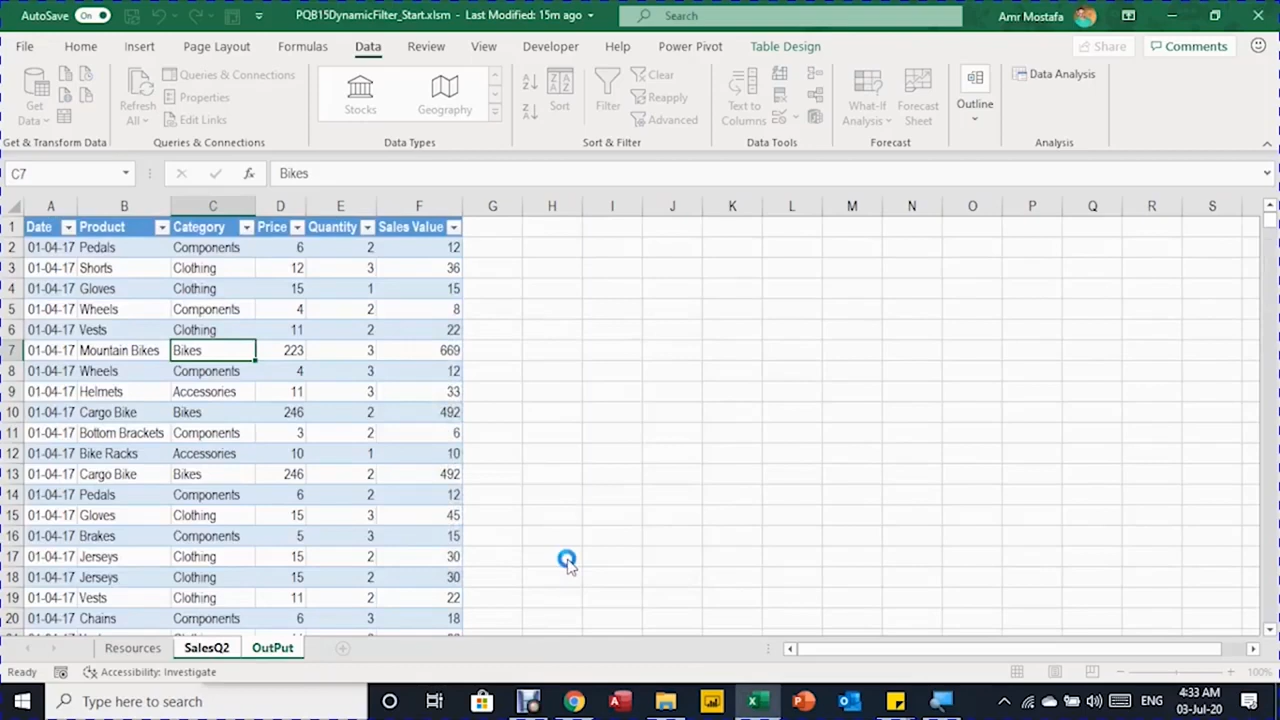 AutoSave On PQB15DynamicFilter_Start.xlsm - Last Modified: 15m ago Search Amr Mostafa
File Home Insert Page Layout Formulas Data Review View Developer Help Power Pivot Table Design Share Comments
Get Data Refresh All Queries & Connections Properties Edit Links Stocks Geography Sort Filter Clear Reapply Advanced Text to Columns What-If Analysis Forecast Sheet Outline Data Analysis
Get & Transform Data Queries & Connections Data Types Sort & Filter Data Tools Forecast Analysis
C7 fx Bikes
A B C D E F G H I J K L M N O P Q R S
1 Date Product Category Price Quantity Sales Value
2 01-04-17 Pedals Components 6 2 12
3 01-04-17 Shorts Clothing 12 3 36
4 01-04-17 Gloves Clothing 15 1 15
5 01-04-17 Wheels Components 4 2 8
6 01-04-17 Vests Clothing 11 2 22
7 01-04-17 Mountain Bikes Bikes 223 3 669
8 01-04-17 Wheels Components 4 3 12
9 01-04-17 Helmets Accessories 11 3 33
10 01-04-17 Cargo Bike Bikes 246 2 492
11 01-04-17 Bottom Brackets Components 3 2 6
12 01-04-17 Bike Racks Accessories 10 1 10
13 01-04-17 Cargo Bike Bikes 246 2 492
14 01-04-17 Pedals Components 6 2 12
15 01-04-17 Gloves Clothing 15 3 45
16 01-04-17 Brakes Components 5 3 15
17 01-04-17 Jerseys Clothing 15 2 30
18 01-04-17 Jerseys Clothing 15 2 30
19 01-04-17 Vests Clothing 11 2 22
20 01-04-17 Chains Components 6 3 18
Resources SalesQ2 OutPut
Ready Accessibility: Investigate 100%
Type here to search ENG 4:33 AM
03-Jul-20